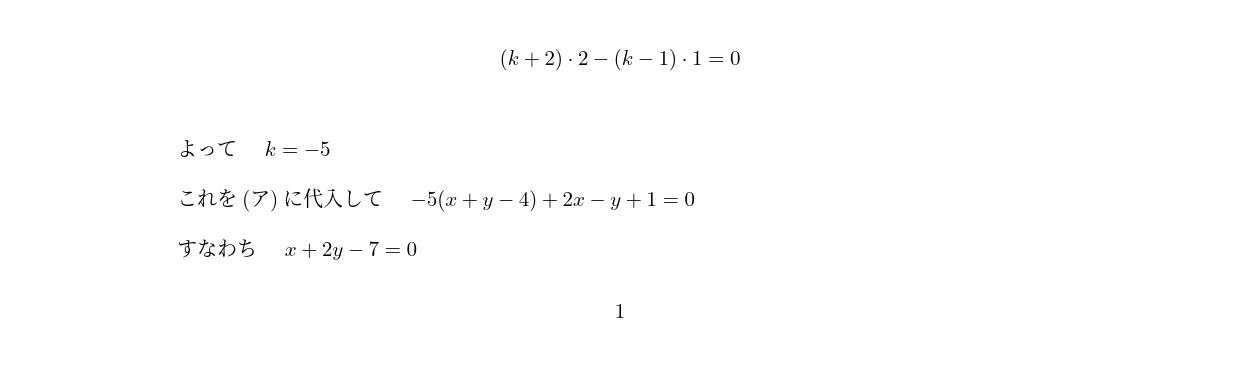 (k + 2) · 2 − (k − 1) · 1 = 0
よって k = −5
これを (ア) に代入して −5(x + y − 4) + 2x − y + 1 = 0
すなわち x + 2y − 7 = 0
1